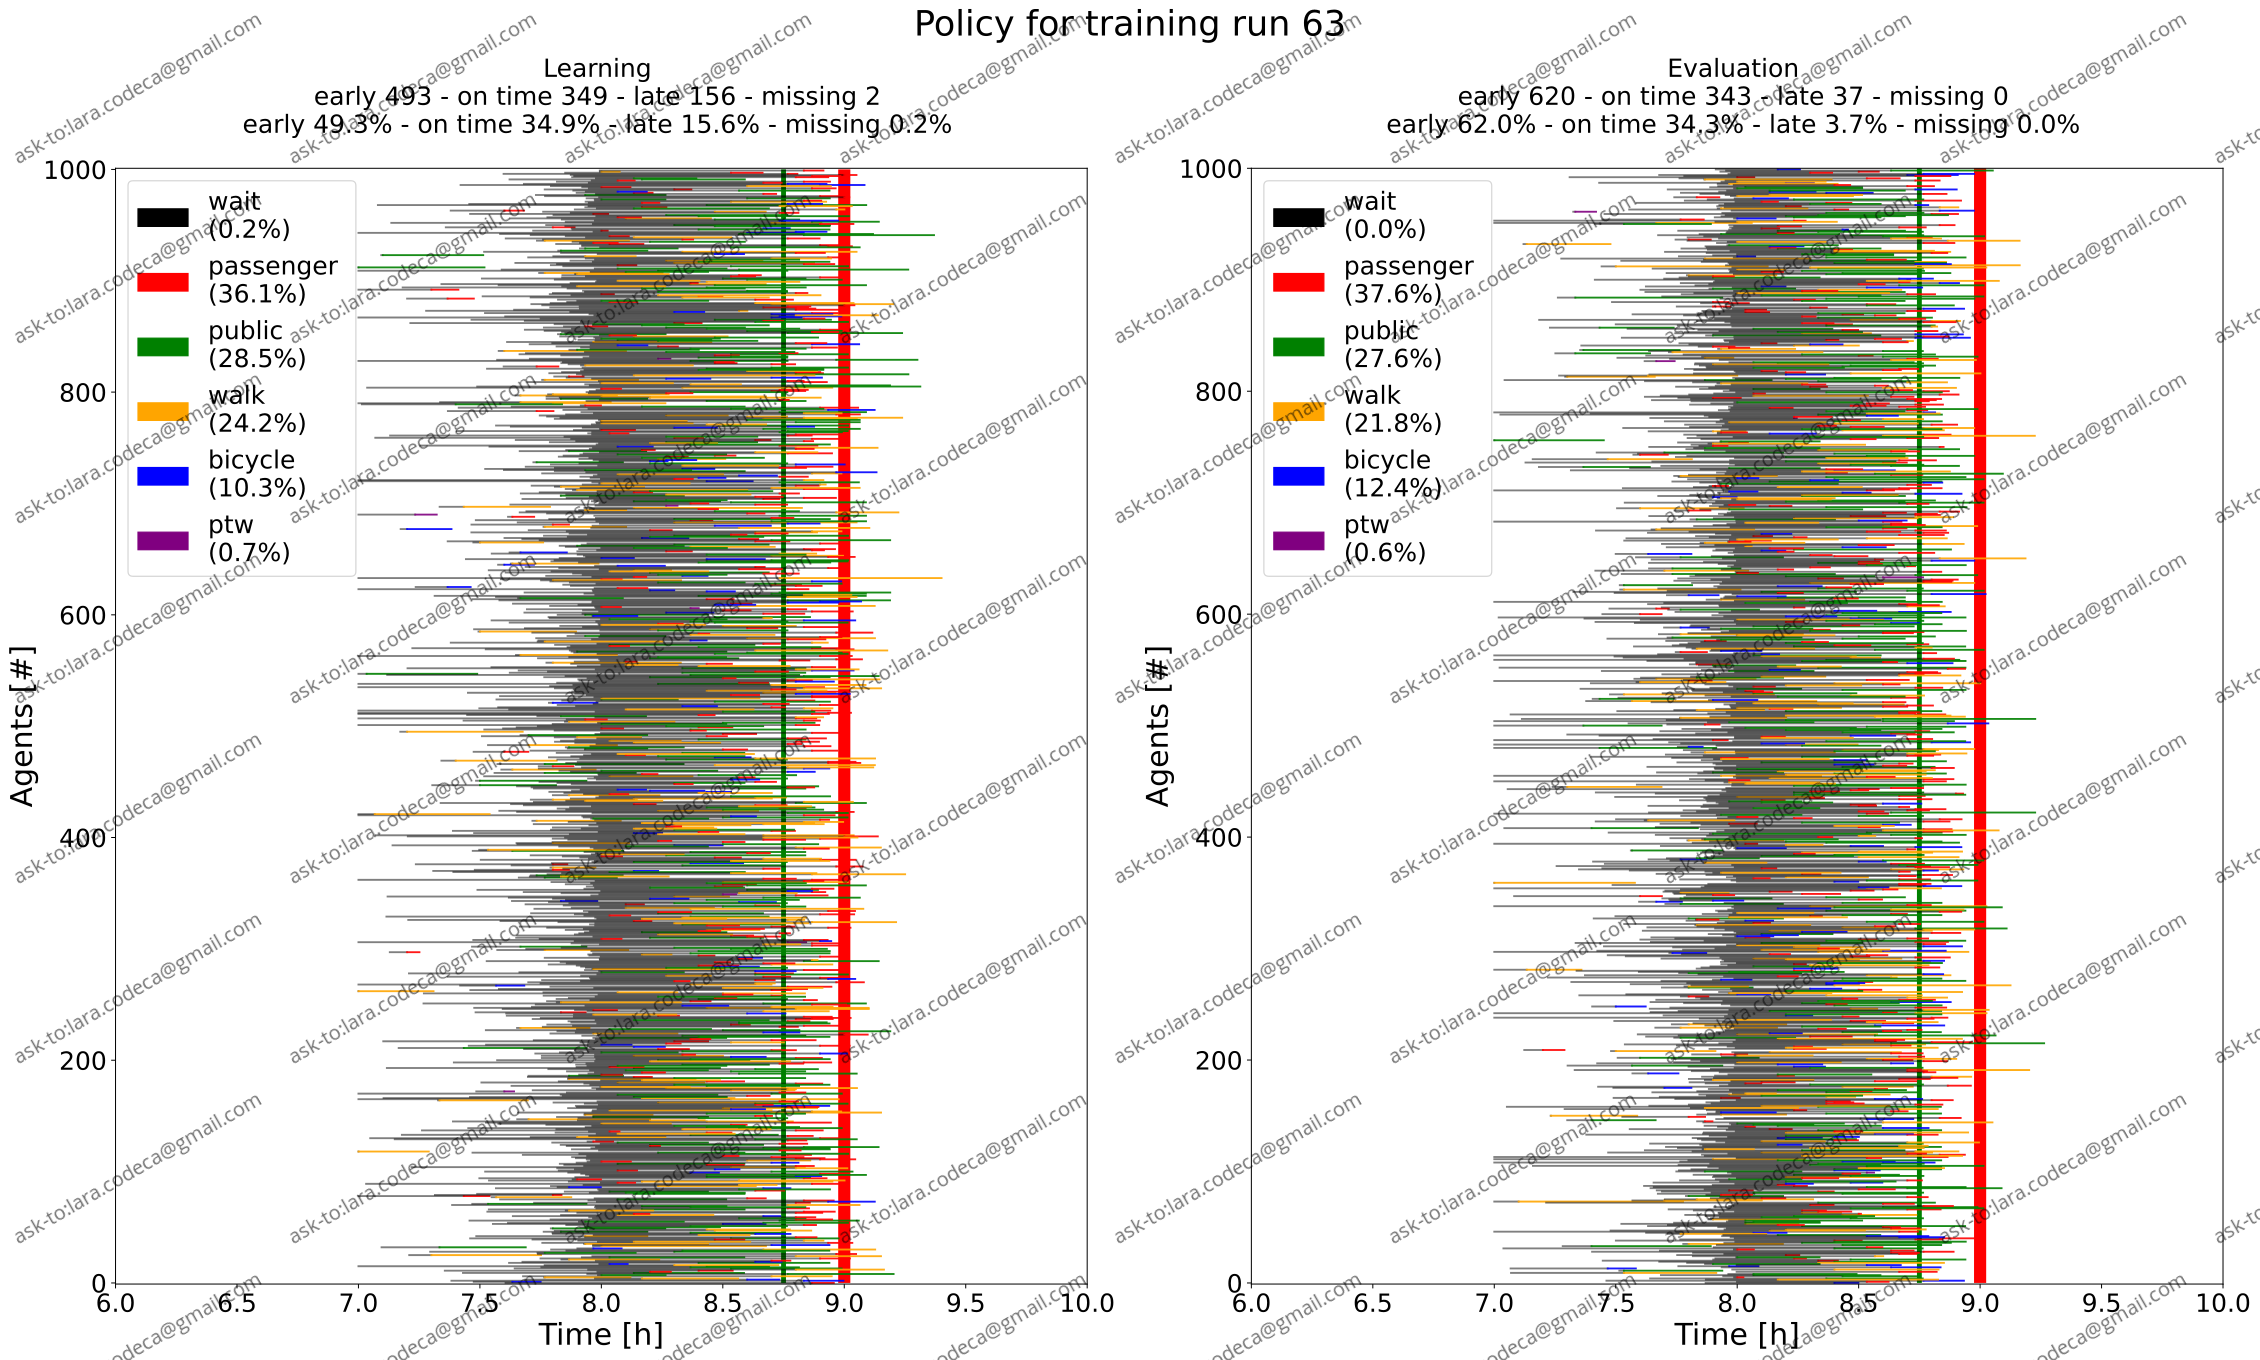 Policy for training run 63
Learning
early 493 - on time 349 - late 156 - missing 2
early 49.3% - on time 34.9% - late 15.6% - missing 0.2%
Evaluation
early 620 - on time 343 - late 37 - missing 0
early 62.0% - on time 34.3% - late 3.7% - missing 0.0%
Agents [#]
1000
800
600
400
200
0
wait
(0.2%)
passenger
(36.1%)
public
(28.5%)
walk
(24.2%)
bicycle
(10.3%)
ptw
(0.7%)
6.0 6.5 7.0 7.5 8.0 8.5 9.0 9.5 10.0
Time [h]
Agents [#]
1000
800
600
400
200
0
wait
(0.0%)
passenger
(37.6%)
public
(27.6%)
walk
(21.8%)
bicycle
(12.4%)
ptw
(0.6%)
6.0 6.5 7.0 7.5 8.0 8.5 9.0 9.5 10.0
Time [h]
ask-to:lara.codeca@gmail.com